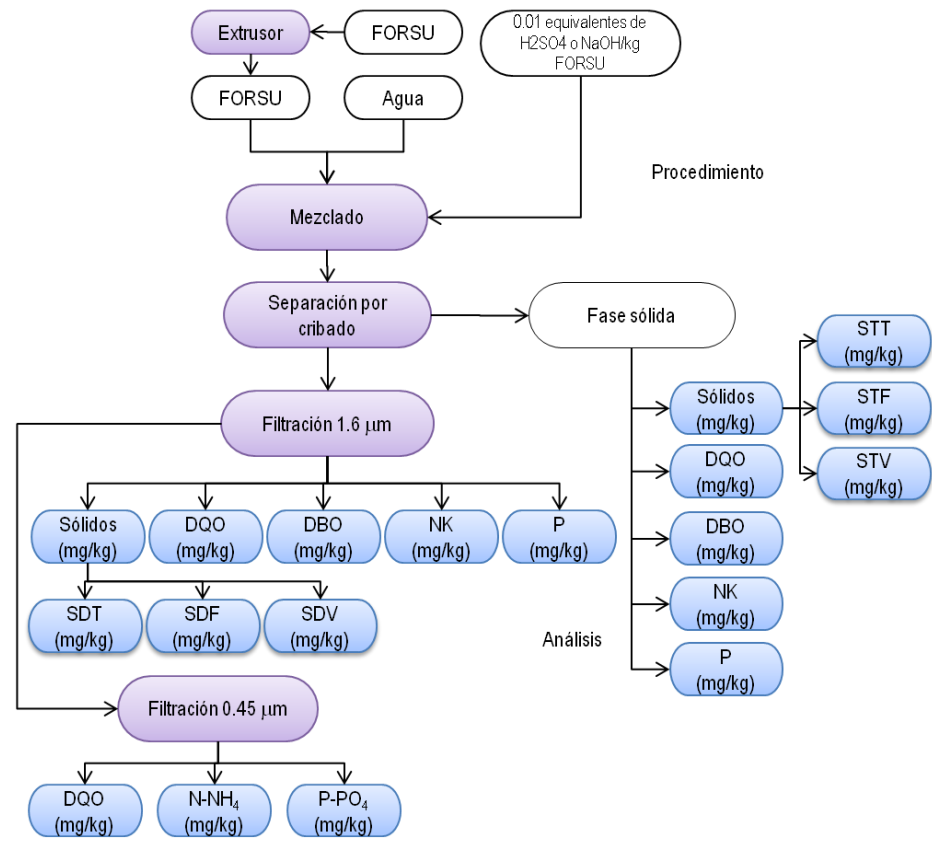 Extrusor
FORSU
0.01 equivalentes de
H2SO4 o NaOH/kg
FORSU
FORSU
Agua
Procedimiento
Mezclado
Separación por
cribado
Fase sólida
STT
(mg/kg)
Sólidos
(mg/kg)
STF
(mg/kg)
Filtración 1.6 μm
DQO
(mg/kg)
STV
(mg/kg)
Sólidos
(mg/kg)
DQO
(mg/kg)
DBO
(mg/kg)
NK
(mg/kg)
P
(mg/kg)
DBO
(mg/kg)
SDT
(mg/kg)
SDF
(mg/kg)
SDV
(mg/kg)
NK
(mg/kg)
Análisis
P
(mg/kg)
Filtración 0.45 μm
DQO
(mg/kg)
N-NH₄
(mg/kg)
P-PO₄
(mg/kg)